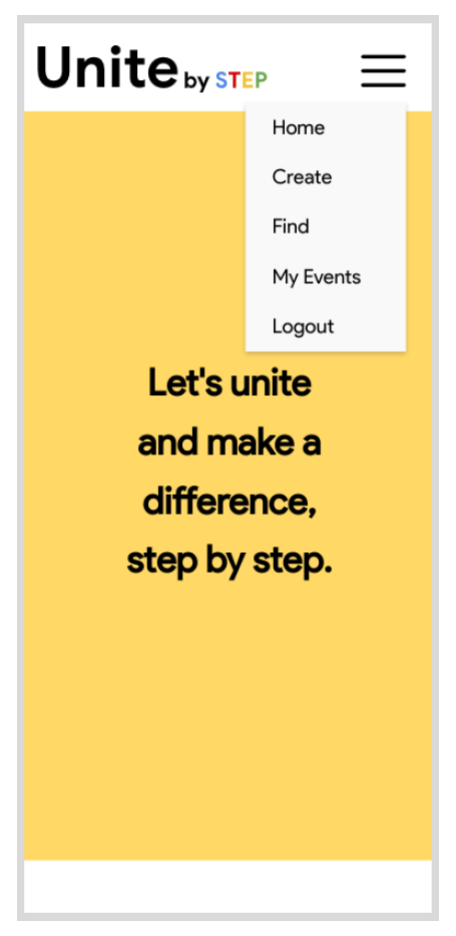 Unite by STEP
Home
Create
Find
My Events
Logout
Let's unite
and make a
difference,
step by step.